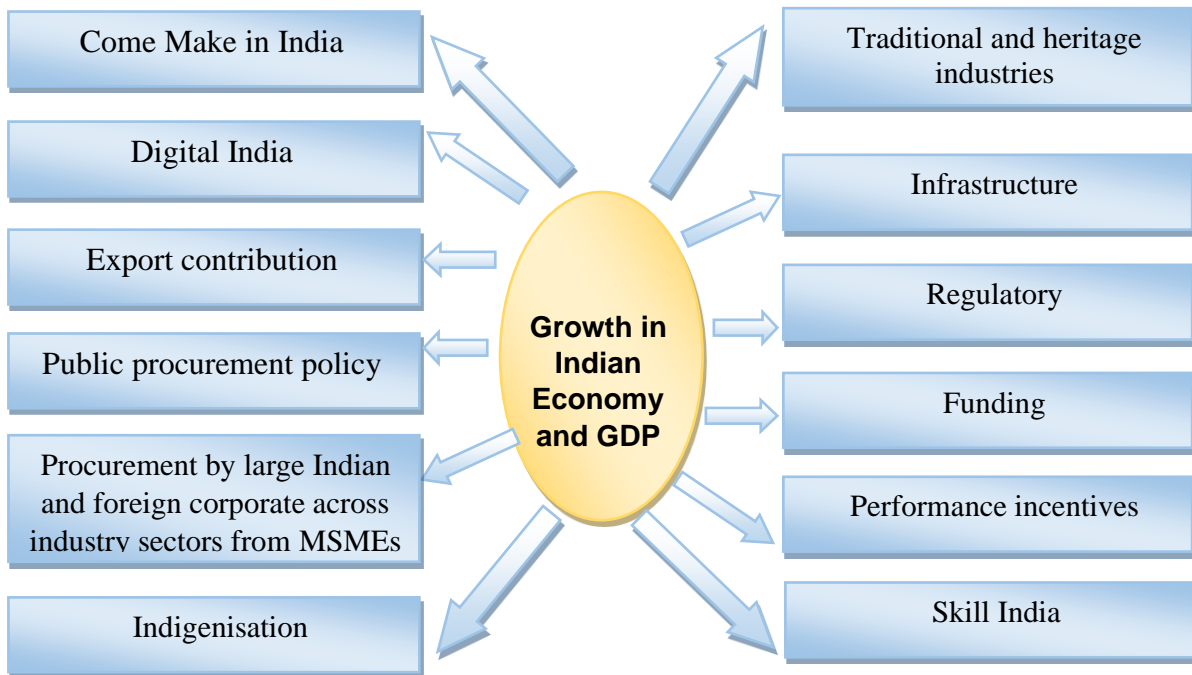 Come Make in India
Digital India
Export contribution
Public procurement policy
Procurement by large Indian
and foreign corporate across
industry sectors from MSMEs
Indigenisation
Growth in
Indian
Economy
and GDP
Traditional and heritage
industries
Infrastructure
Regulatory
Funding
Performance incentives
Skill India